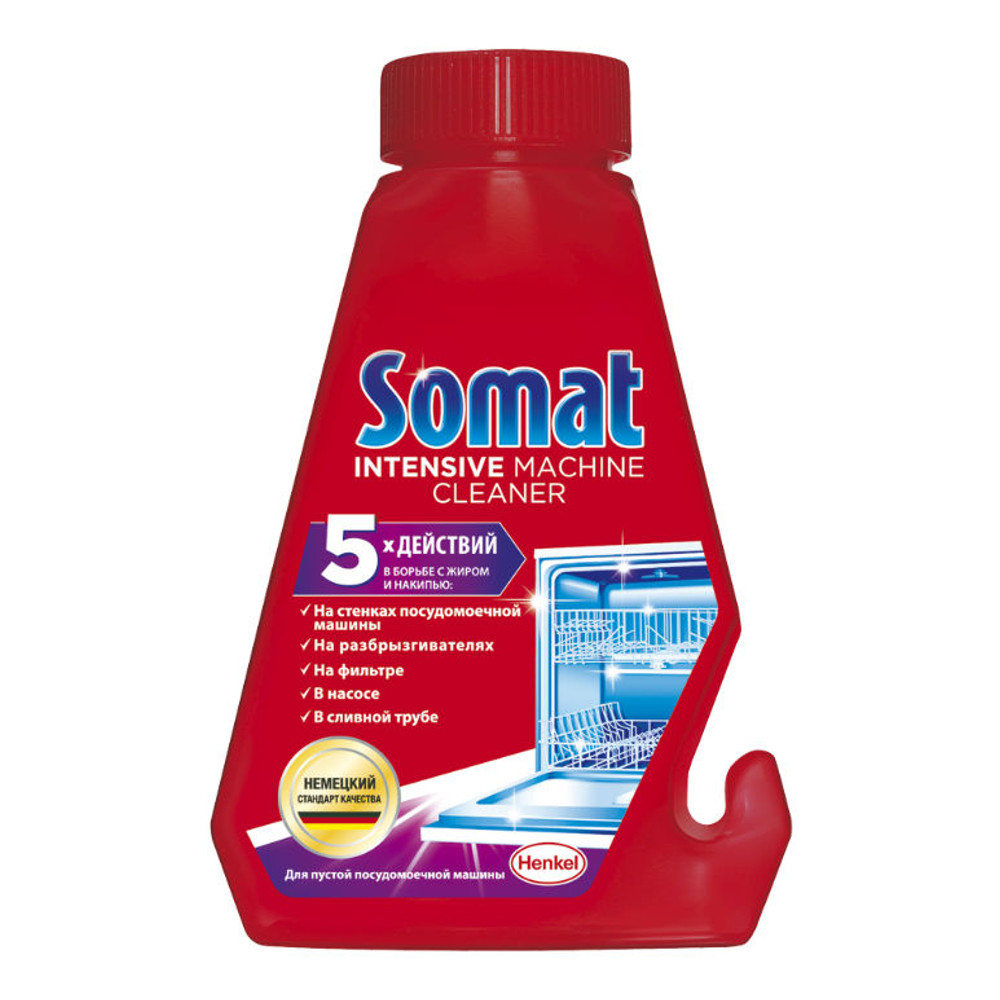 Somat
INTENSIVE MACHINE
CLEANER
5 х ДЕЙСТВИЙ
В БОРЬБЕ С ЖИРОМ
И НАКИПЬЮ:
✓ На стенках посудомоечной
машины
✓ На разбрызгивателях
✓ На фильтре
✓ В насосе
✓ В сливной трубе
НЕМЕЦКИЙ
СТАНДАРТ КАЧЕСТВА
Для пустой посудомоечной машины
Henkel